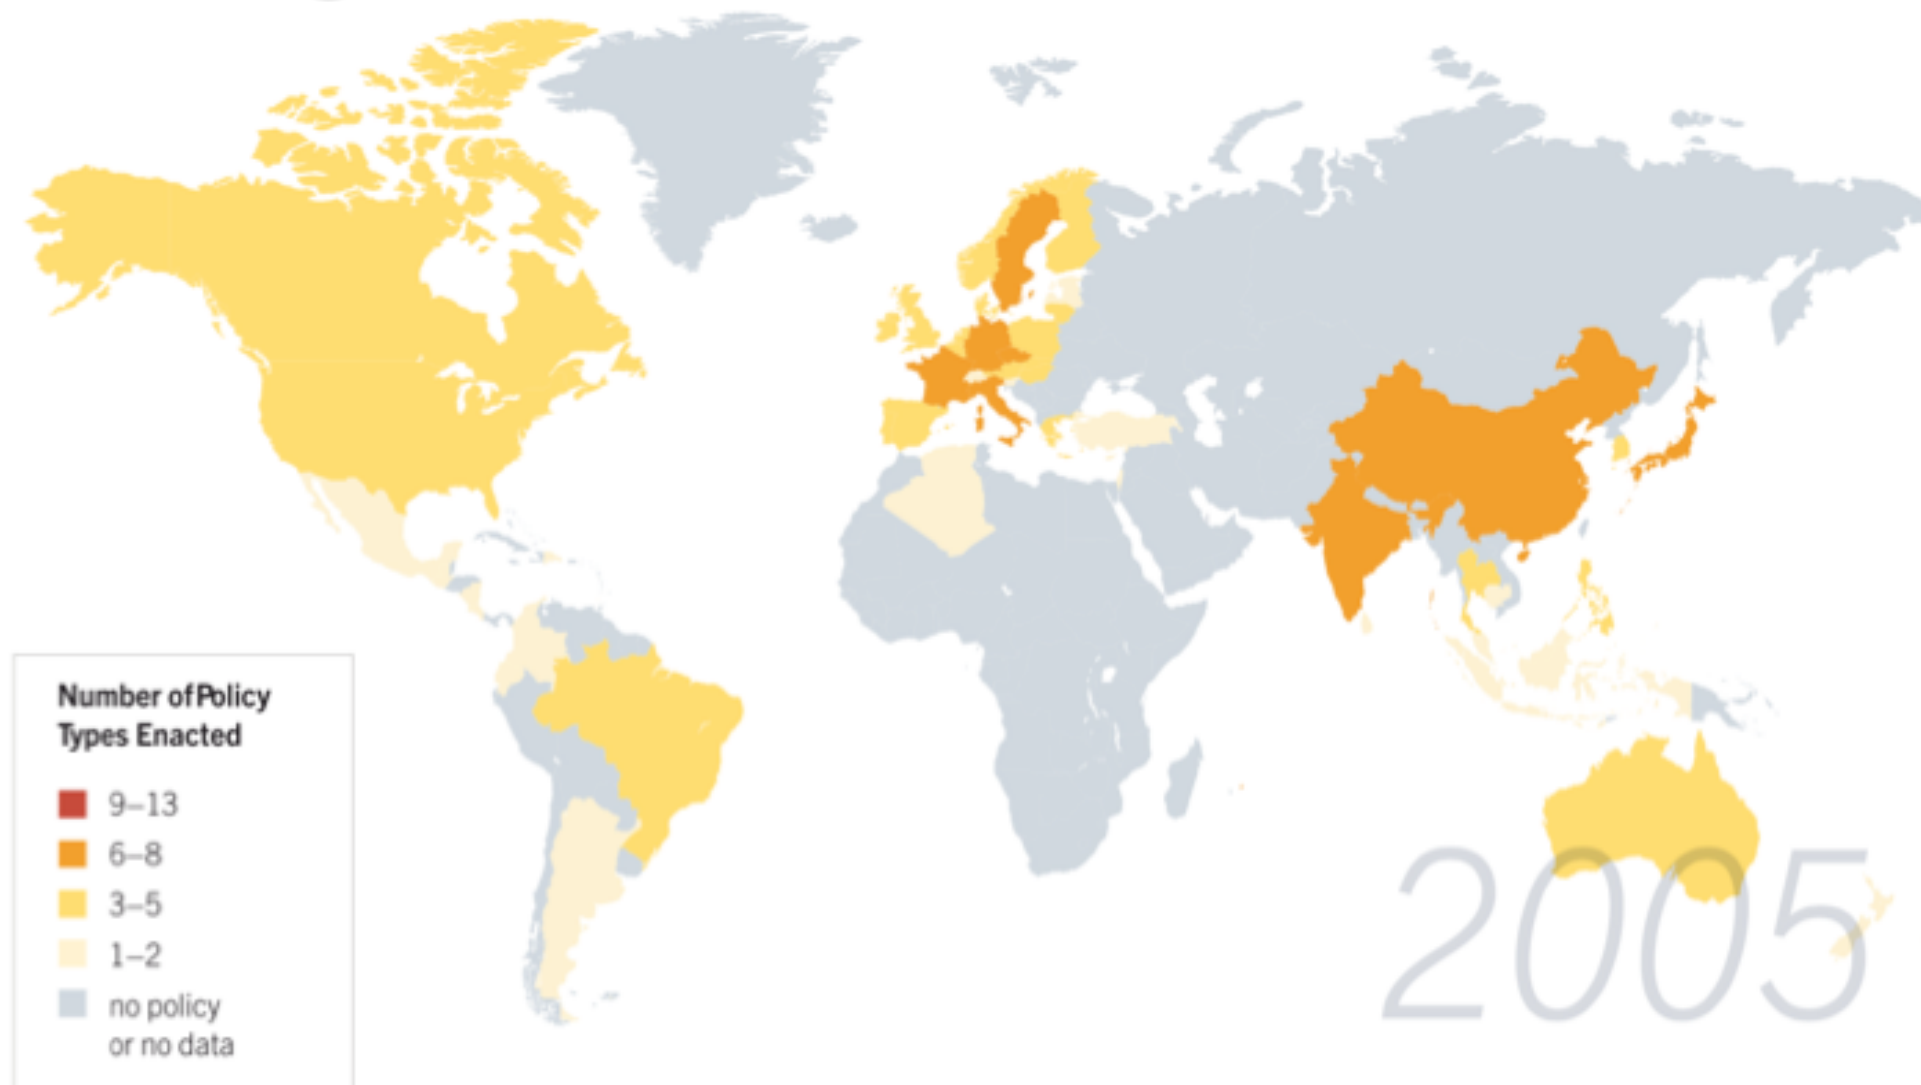 Number of Policy
Types Enacted
9–13
6–8
3–5
1–2
no policy
or no data
2005